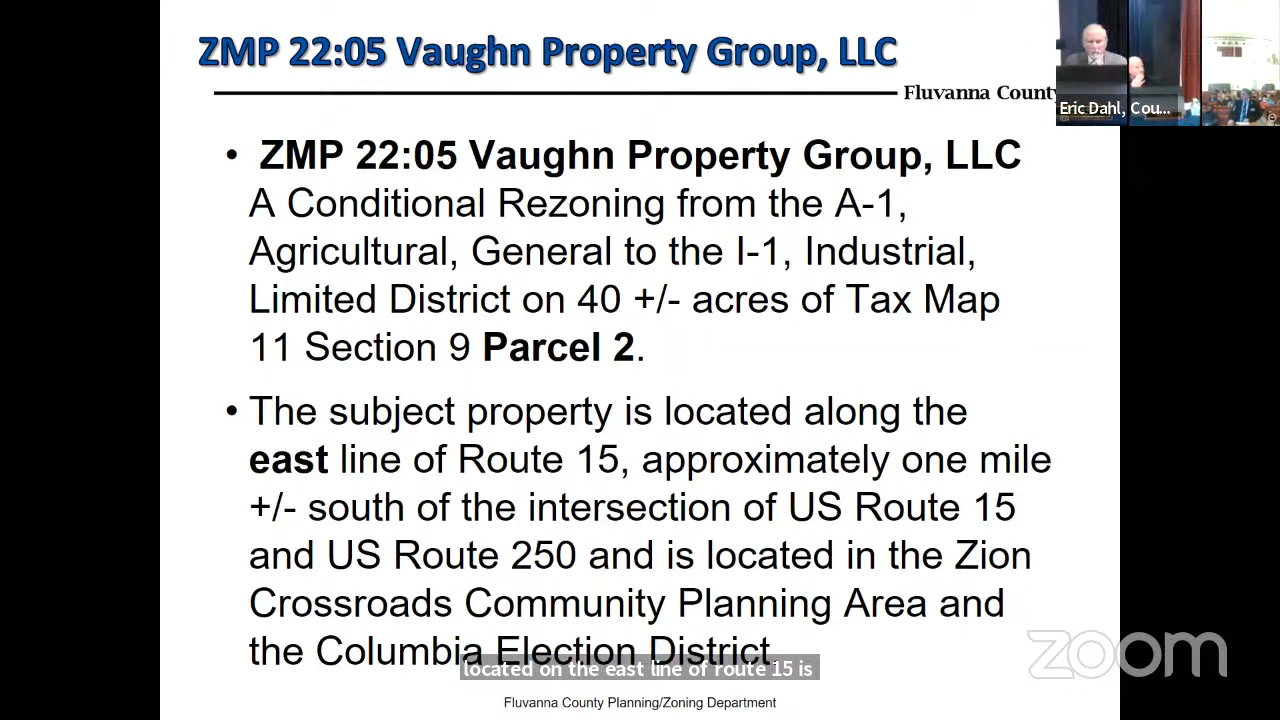 ZMP 22:05 Vaughn Property Group, LLC
Fluvanna County
Eric Dahl, Cou...
• ZMP 22:05 Vaughn Property Group, LLC
A Conditional Rezoning from the A-1,
Agricultural, General to the I-1, Industrial,
Limited District on 40 +/- acres of Tax Map
11 Section 9 Parcel 2.
• The subject property is located along the
east line of Route 15, approximately one mile
+/- south of the intersection of US Route 15
and US Route 250 and is located in the Zion
Crossroads Community Planning Area and
the Columbia Election District.
located on the east line of route 15 is
zoom
Fluvanna County Planning/Zoning Department